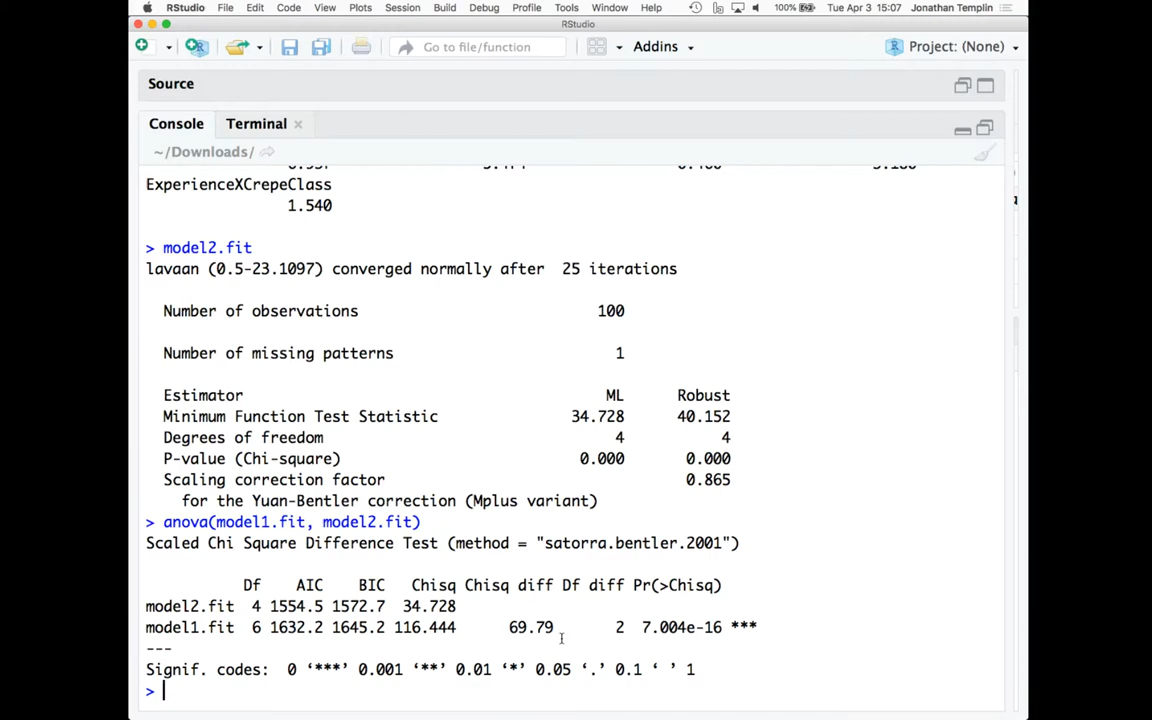 RStudio File Edit Code View Plots Session Build Debug Profile Tools Window Help 100% Tue Apr 3 15:07 Jonathan Templin
RStudio
Go to file/function Addins Project: (None)
Source
Console Terminal
~/Downloads/
ExperienceXCrepeClass
1.540
> model2.fit
lavaan (0.5-23.1097) converged normally after 25 iterations
Number of observations 100
Number of missing patterns 1
Estimator ML Robust
Minimum Function Test Statistic 34.728 40.152
Degrees of freedom 4 4
P-value (Chi-square) 0.000 0.000
Scaling correction factor 0.865
for the Yuan-Bentler correction (Mplus variant)
> anova(model1.fit, model2.fit)
Scaled Chi Square Difference Test (method = "satorra.bentler.2001")
Df AIC BIC Chisq Chisq diff Df diff Pr(>Chisq)
model2.fit 4 1554.5 1572.7 34.728
model1.fit 6 1632.2 1645.2 116.444 69.79 2 7.004e-16 ***
---
Signif. codes: 0 ‘***’ 0.001 ‘**’ 0.01 ‘*’ 0.05 ‘.’ 0.1 ‘ ’ 1
>